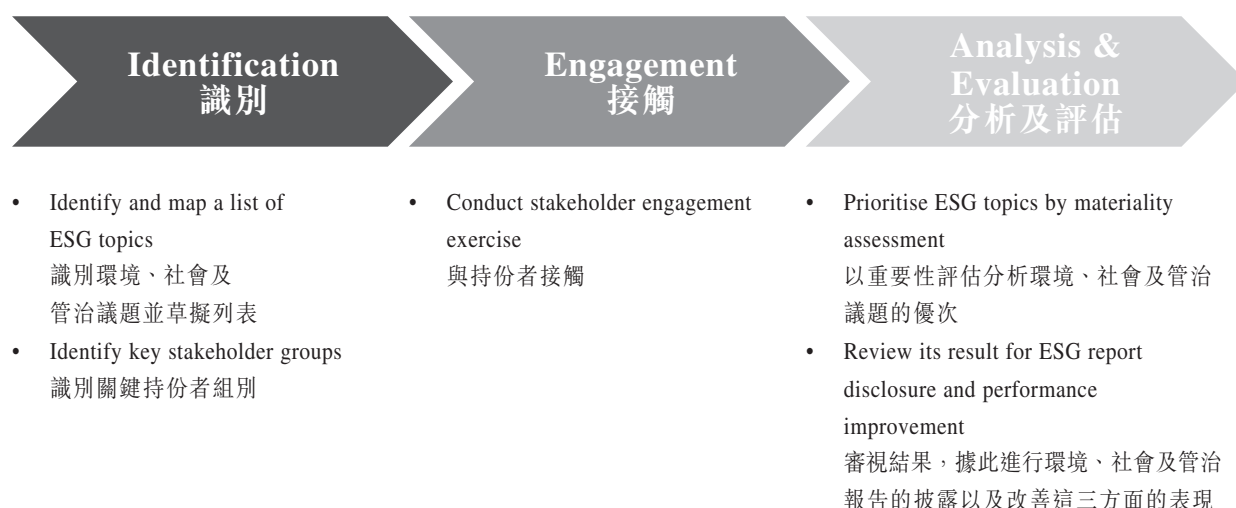 Identification
識別
Engagement
接觸
Analysis &
Evaluation
分析及評估
• Identify and map a list of
ESG topics
識別環境、社會及
管治議題並草擬列表
• Identify key stakeholder groups
識別關鍵持份者組別
• Conduct stakeholder engagement
exercise
與持份者接觸
• Prioritise ESG topics by materiality
assessment
以重要性評估分析環境、社會及管治
議題的優次
• Review its result for ESG report
disclosure and performance
improvement
審視結果，據此進行環境、社會及管治
報告的披露以及改善這三方面的表現